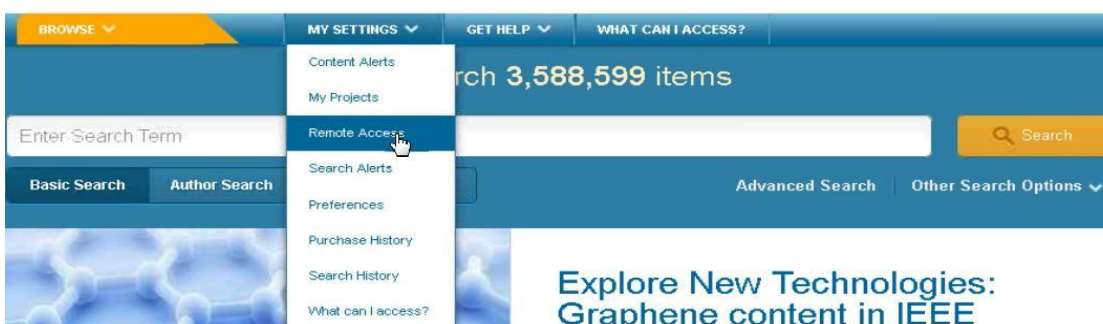 BROWSE
MY SETTINGS
GET HELP
WHAT CAN I ACCESS?
Content Alerts
rch 3,588,599 items
My Projects
Enter Search Term
Remote Access
Search
Search Alerts
Basic Search
Author Search
Advanced Search
Other Search Options
Preferences
Purchase History
Search History
What can I access?
Explore New Technologies:
Graphene content in IEEE